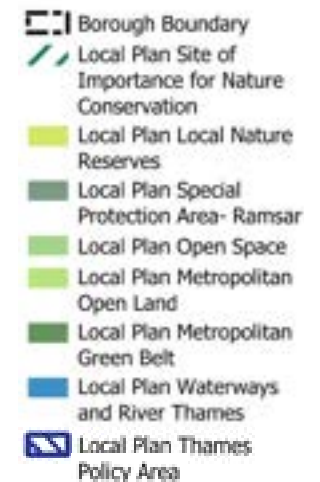 Borough Boundary
Local Plan Site of
Importance for Nature
Conservation
Local Plan Local Nature
Reserves
Local Plan Special
Protection Area- Ramsar
Local Plan Open Space
Local Plan Metropolitan
Open Land
Local Plan Metropolitan
Green Belt
Local Plan Waterways
and River Thames
Local Plan Thames
Policy Area